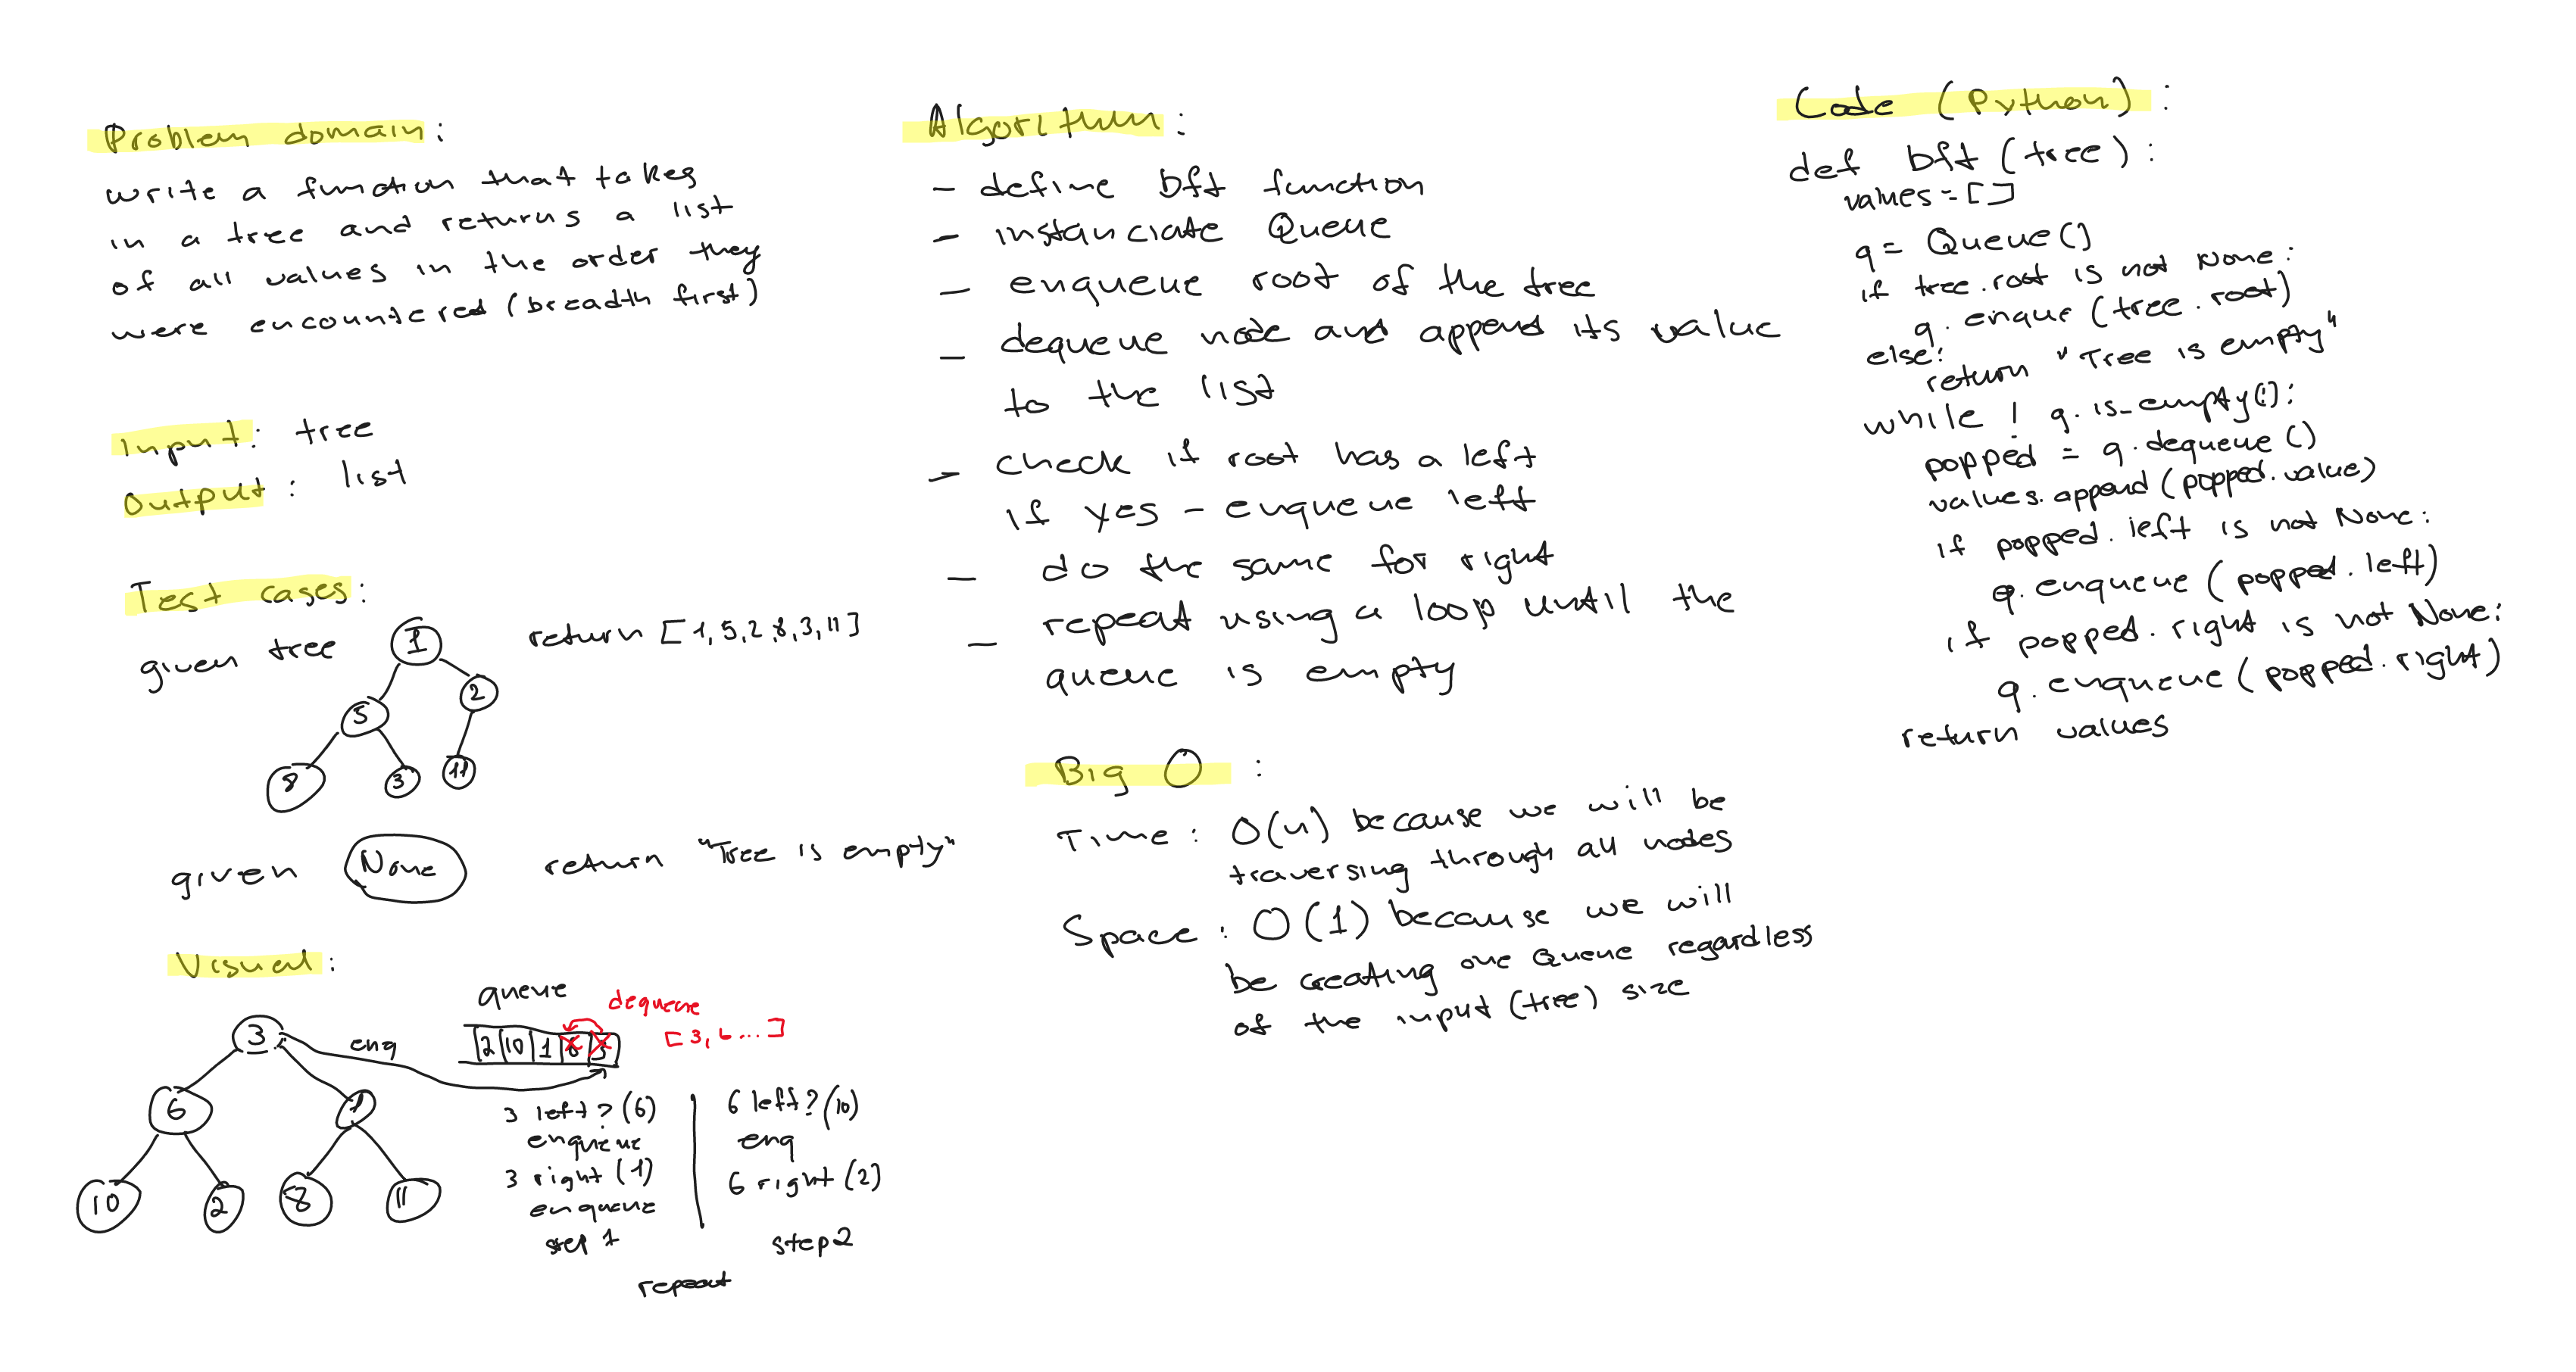 Problem domain:
write a function that takes
in a tree and returns a list
of all values in the order they
were encountered (breadth first)
Input: tree
Output: list
Test cases:
given tree
1
2
5
8
3
11
return [1,5,2,8,3,11]
given None return "Tree is empty"
Visual:
3
6
1
10
2
8
11
enq
queue
dequeue
2 10 1 6 3
[3, 6...]
3 left? (6)
enqueue
3 right (1)
enqueue
step 1
6 left? (10)
enq
6 right (2)
step 2
repeat
Algorithm:
- define bft function
- instanciate Queue
- enqueue root of the tree
- dequeue node and append its value
to the list
- check if root has a left
if yes - enqueue left
- do the same for right
- repeat using a loop until the
queue is empty
Big O :
Time: O(n) because we will be
traversing through all nodes
Space: O(1) because we will
be creating one Queue regardless
of the input (tree) size
Code (Python):
def bft (tree):
values = []
q = Queue()
if tree.root is not None:
q.enque (tree.root)
else:
return "Tree is empty"
while ! q.is_empty():
popped = q.dequeue()
values.append(popped.value)
if popped.left is not None:
q.enqueue (popped.left)
if popped.right is not None:
q.enqueue (popped.right)
return values